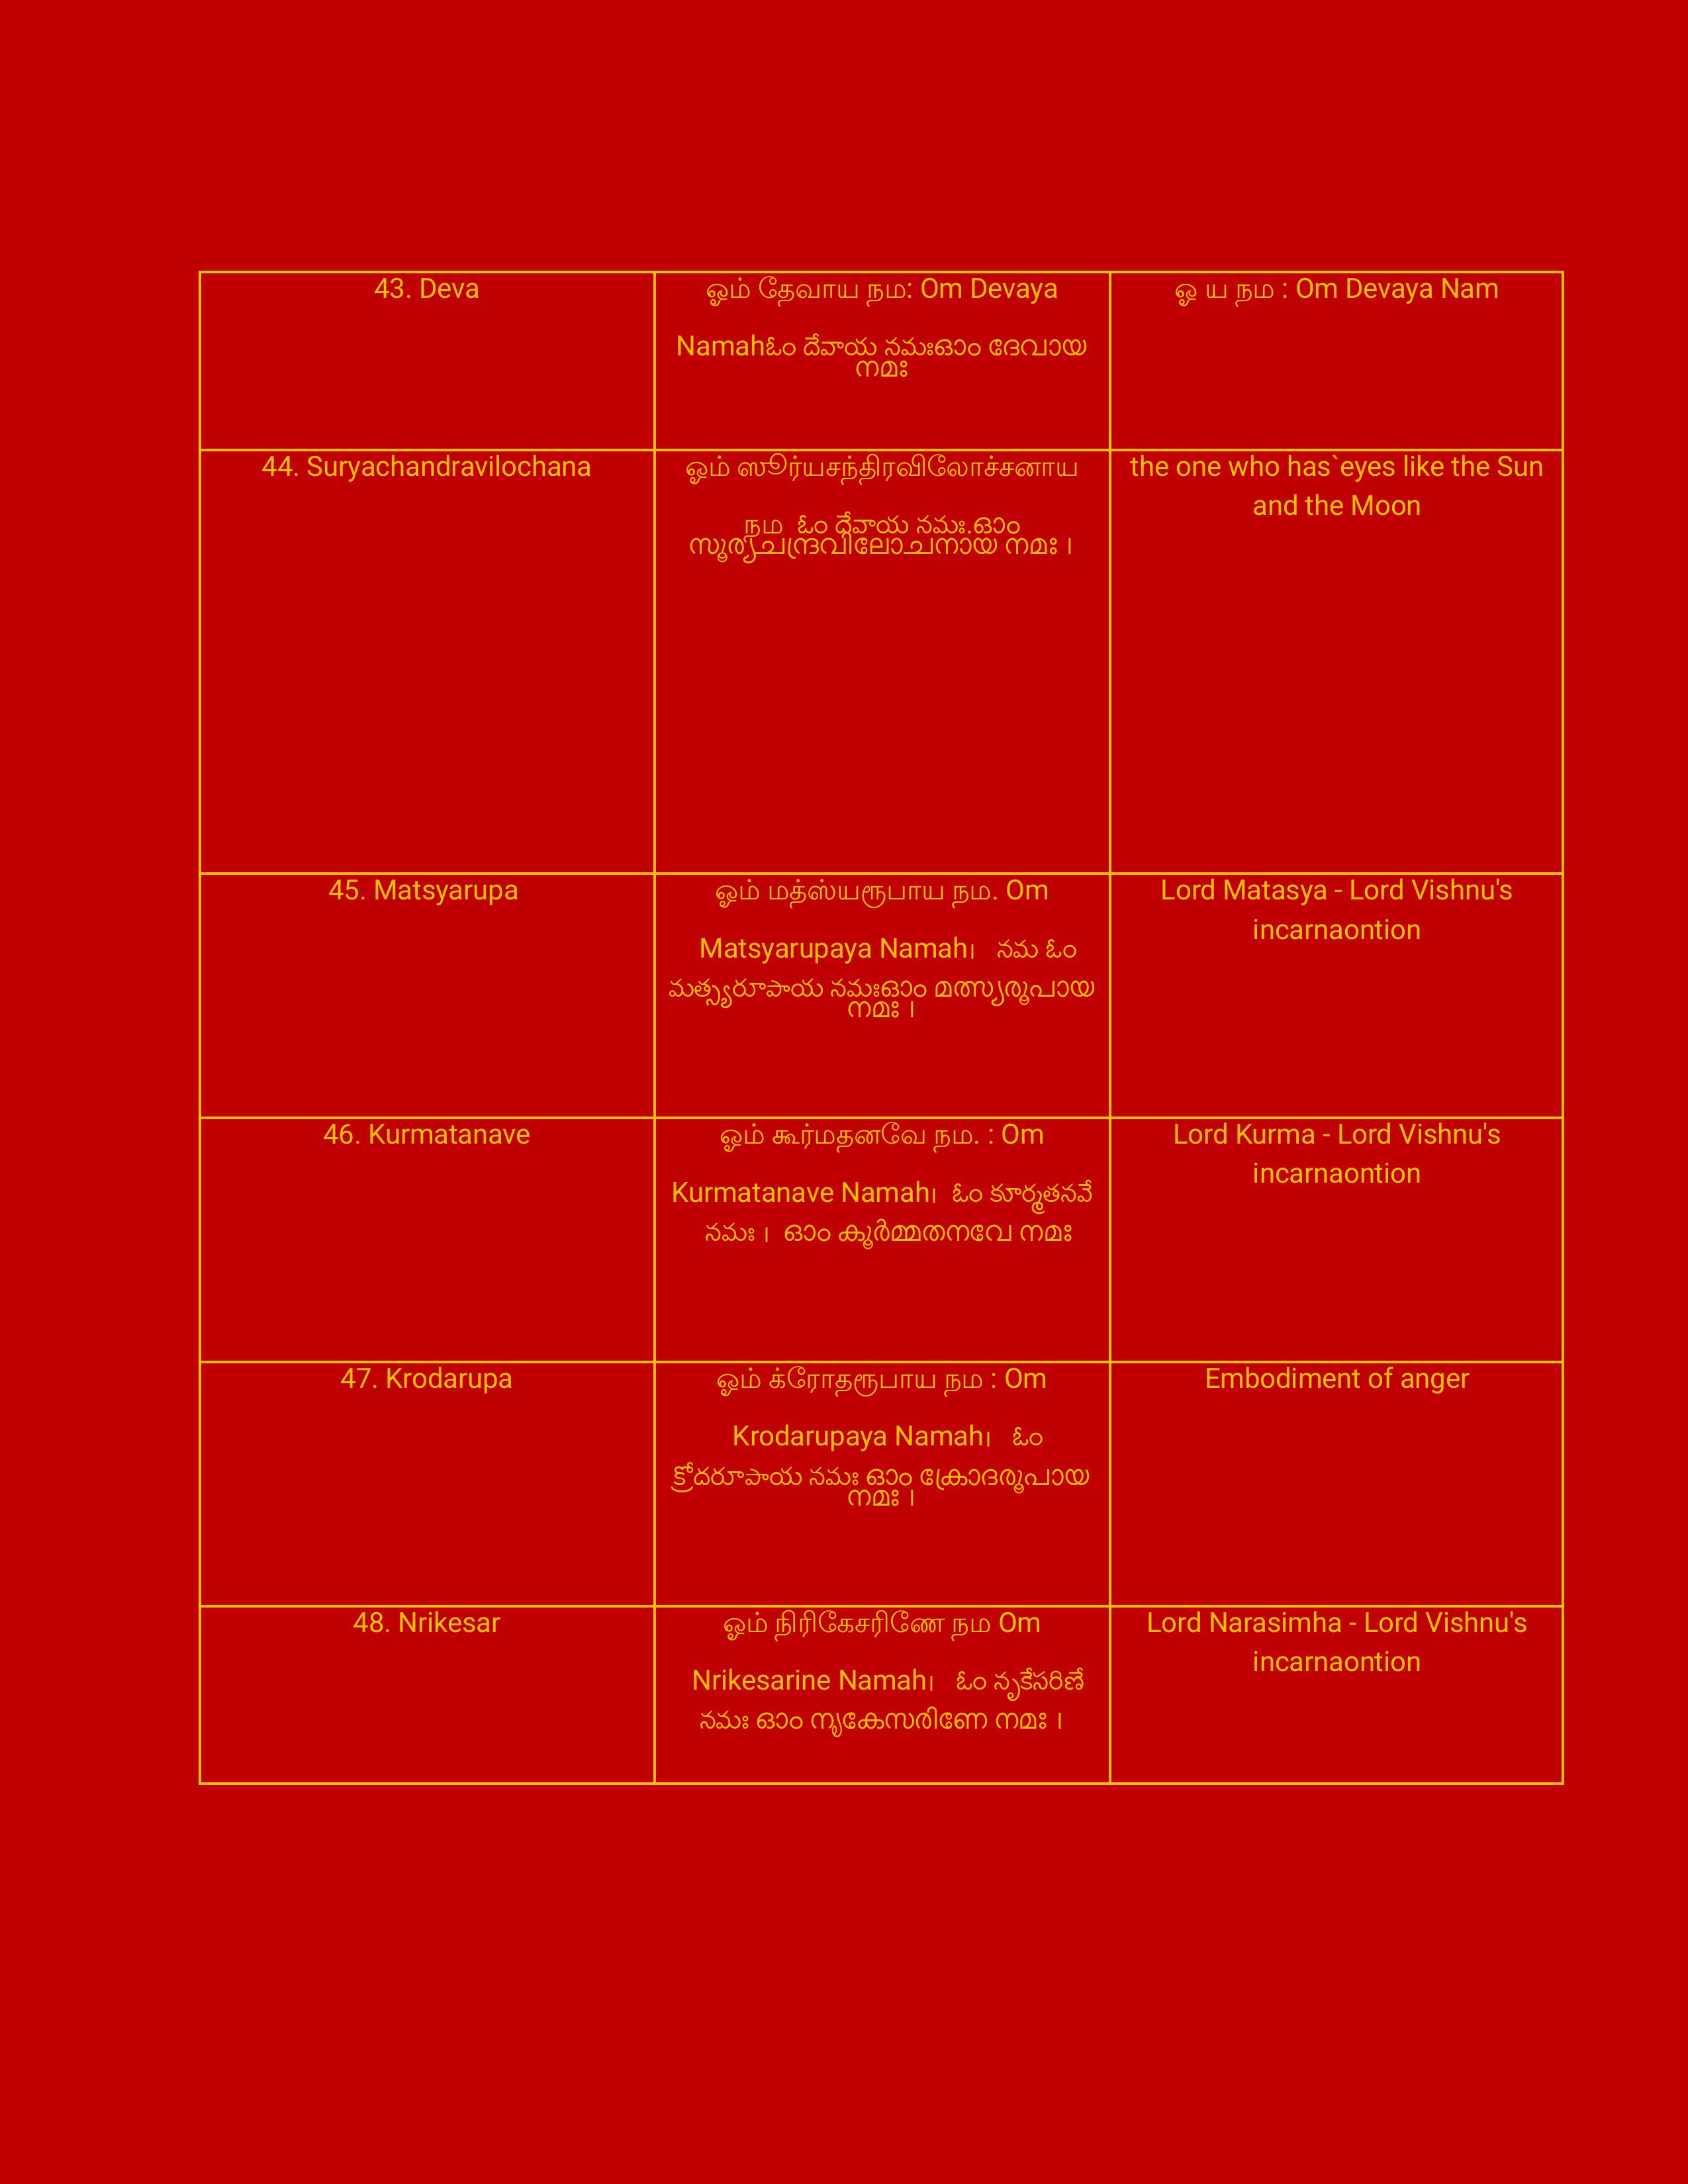 43. Deva
ஓம் தேவாய நம: Om Devaya
Namahఓం దేవాయ నమఃഓം ദേവായ
നമഃ
ஓ ய நம : Om Devaya Nam
44. Suryachandravilochana
ஓம் ஸூர்யசந்திரவிலோச்சனாய
நம ఓం ధేవాయ నమః.ഓം
സൂര്യചന്ദ്രവിലോചനായ നമഃ ।
the one who has`eyes like the Sun
and the Moon
45. Matsyarupa
ஓம் மத்ஸ்யரூபாய நம. Om
Matsyarupaya Namah। నమ ఓం
మత్స్యరూపాయ నమఃഓം മത്സ്യരൂപായ
നമഃ ।
Lord Matasya - Lord Vishnu's
incarnaontion
46. Kurmatanave
ஓம் கூர்மதனவே நம. : Om
Kurmatanave Namah। ఓం కూర్మతనవే
నమః । ഓം കൂർമ്മതനവേ നമഃ
Lord Kurma - Lord Vishnu's
incarnaontion
47. Krodarupa
ஓம் க்ரோதரூபாய நம : Om
Krodarupaya Namah। ఓం
క్రోదరూపాయ నమః ഓം ക്രോദരൂപായ
നമഃ ।
Embodiment of anger
48. Nrikesar
ஓம் நிரிகேசரிணே நம Om
Nrikesarine Namah। ఓం నృకేసరిణే
నమః ഓം നൃകേസരിണേ നമഃ ।
Lord Narasimha - Lord Vishnu's
incarnaontion